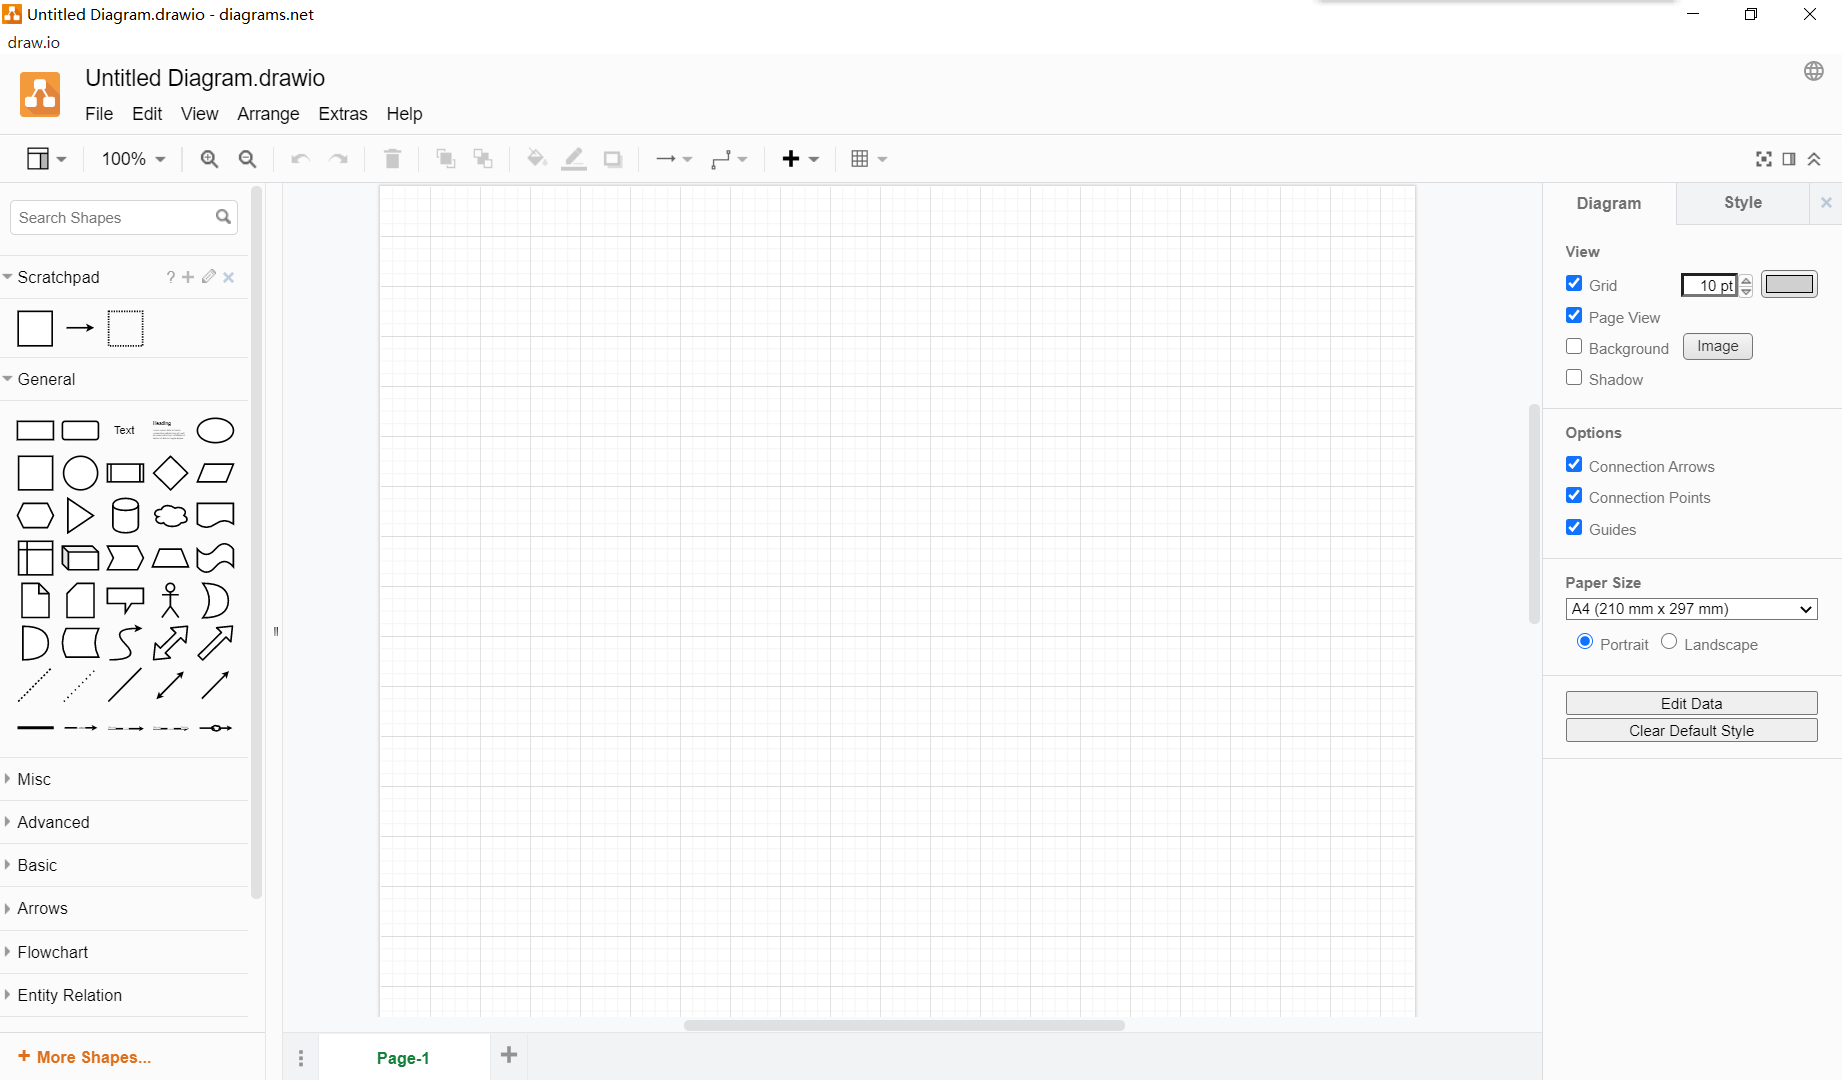 Untitled Diagram.drawio - diagrams.net
draw.io
Untitled Diagram.drawio
File Edit View Arrange Extras Help
100%
Search Shapes
Scratchpad ?
General
Text
Heading
Misc
Advanced
Basic
Arrows
Flowchart
Entity Relation
+ More Shapes...
Page-1
Diagram Style
View
Grid 10 pt
Page View
Background Image
Shadow
Options
Connection Arrows
Connection Points
Guides
Paper Size
A4 (210 mm x 297 mm)
Portrait Landscape
Edit Data
Clear Default Style